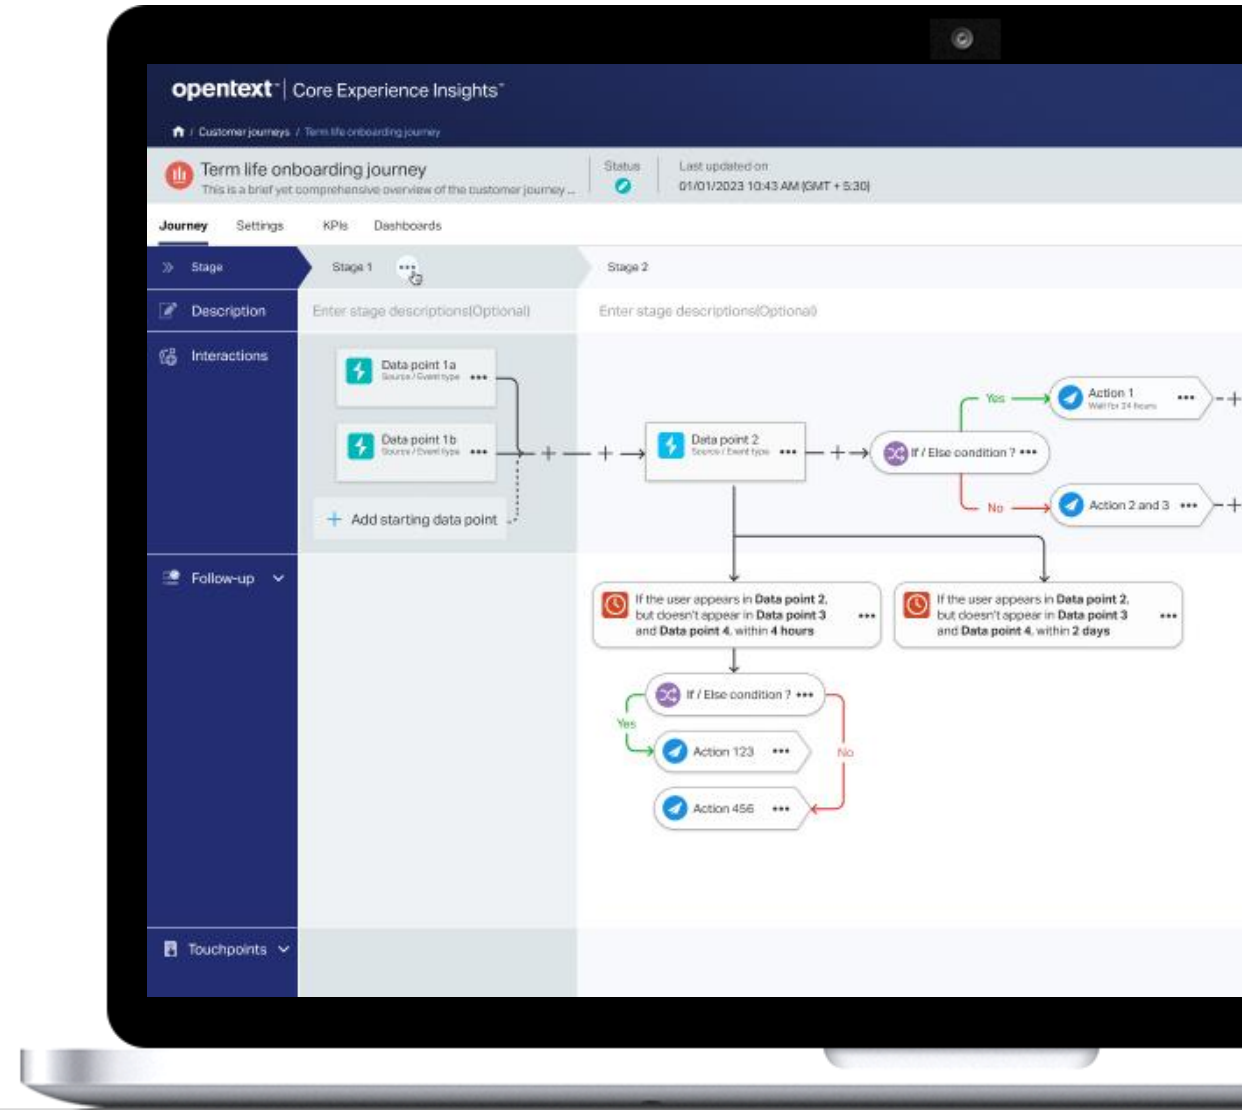 opentext™ | Core Experience Insights™
/ Customer journeys / Term life onboarding journey
Term life onboarding journey
This is a brief yet comprehensive overview of the customer journey ...
Status
Last updated on
01/01/2023 10:43 AM (GMT + 5:30)
Journey Settings KPIs Dashboards
Stage Stage 1 ••• Stage 2
Description Enter stage descriptions(Optional) Enter stage descriptions(Optional)
Interactions
Data point 1a
Source / Event type
Data point 1b
Source / Event type
+ Add starting data point
Data point 2
Source / Event type
If / Else condition ?
Yes
Action 1
Wait for 24 hours
No
Action 2 and 3
Follow-up
If the user appears in Data point 2,
but doesn't appear in Data point 3
and Data point 4, within 4 hours
If the user appears in Data point 2,
but doesn't appear in Data point 3
and Data point 4, within 2 days
If / Else condition ?
Yes
Action 123
No
Action 456
Touchpoints